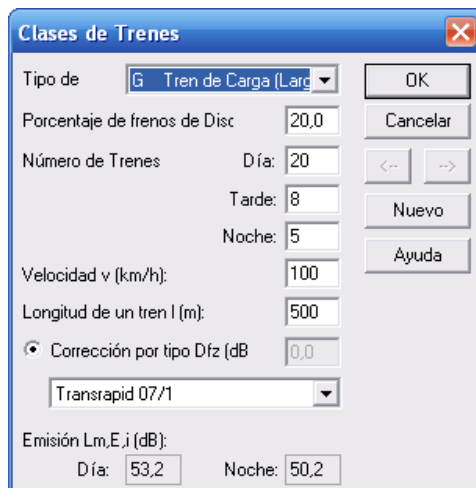 Clases de Trenes
Tipo de G Tren de Carga (Larg OK
Porcentaje de frenos de Disc 20,0 Cancelar
Número de Trenes Día: 20 <-- -->
Tarde: 8 Nuevo
Noche: 5 Ayuda
Velocidad v (km/h): 100
Longitud de un tren l (m): 500
Corrección por tipo Dfz (dB 0,0
Transrapid 07/1
Emisión Lm,E,i (dB):
Día: 53,2 Noche: 50,2